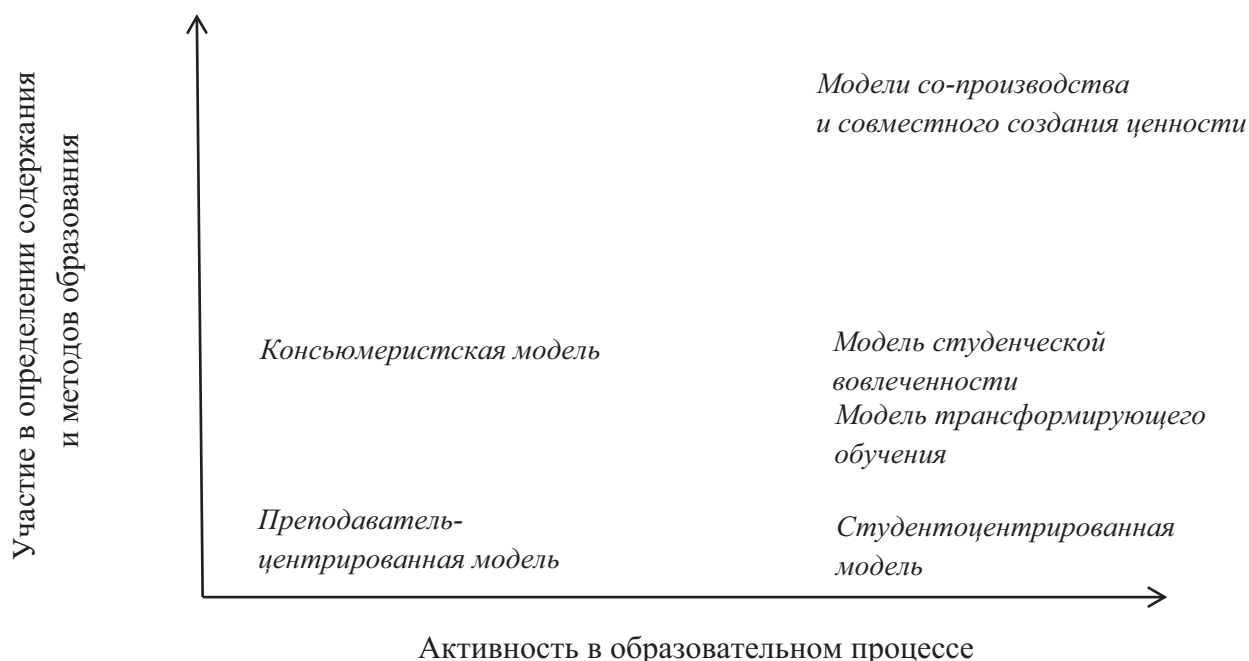 Участие в определении содержания
и методов образования
Модели со-производства
и совместного создания ценности
Консьюмеристская модель
Модель студенческой
вовлеченности
Модель трансформирующего
обучения
Преподаватель-
центрированная модель
Студентоцентрированная
модель
Активность в образовательном процессе